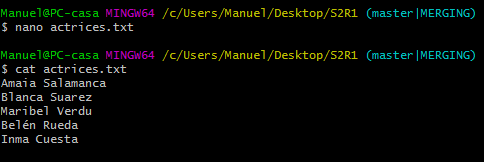 Manuel@PC-casa MINGW64 /c/Users/Manuel/Desktop/S2R1 (master|MERGING)
$ nano actrices.txt
Manuel@PC-casa MINGW64 /c/Users/Manuel/Desktop/S2R1 (master|MERGING)
$ cat actrices.txt
Amaia Salamanca
Blanca Suarez
Maribel Verdu
Belén Rueda
Inma Cuesta